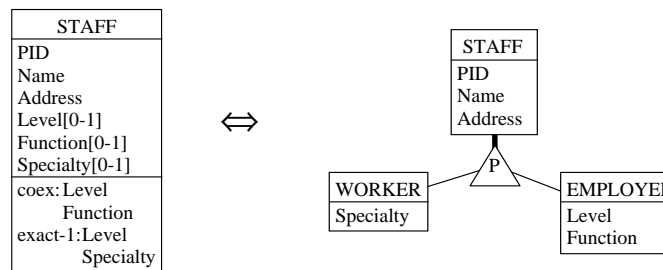 STAFF
PID
Name
Address
Level[0-1]
Function[0-1]
Specialty[0-1]
coex: Level
Function
exact-1:Level
Specialty
⇔
STAFF
PID
Name
Address
P
WORKER
Specialty
EMPLOYEE
Level
Function